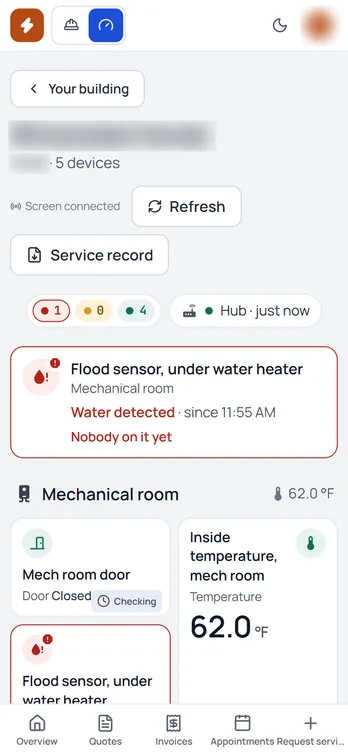 Your building
· 5 devices
Screen connected
Refresh
Service record
1
0
4
Hub · just now
Flood sensor, under water heater
Mechanical room
Water detected · since 11:55 AM
Nobody on it yet
Mechanical room
62.0 °F
Mech room door
Door Closed
Checking
Inside
temperature,
mech room
Temperature
62.0 °F
Flood sensor, under
water heater
Overview
Quotes
Invoices
Appointments
Request servi...